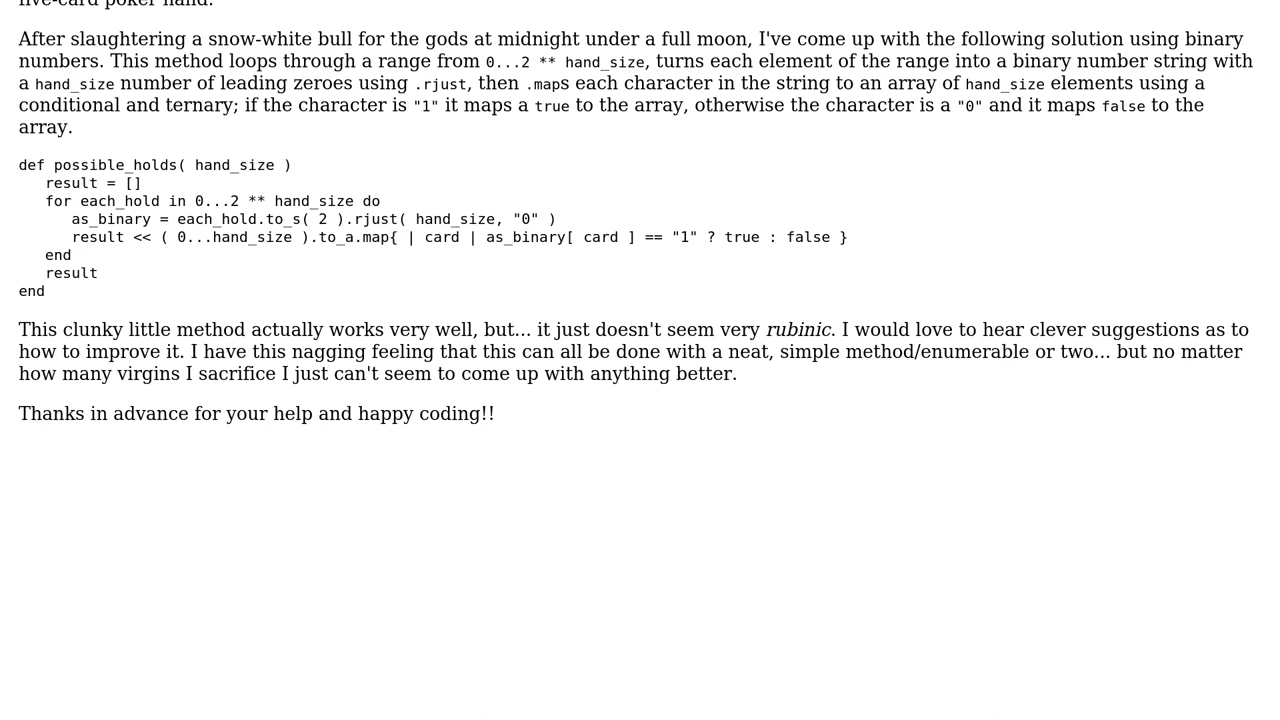 five-card poker hand.
After slaughtering a snow-white bull for the gods at midnight under a full moon, I've come up with the following solution using binary
numbers. This method loops through a range from 0...2 ** hand_size, turns each element of the range into a binary number string with
a hand_size number of leading zeroes using .rjust, then .maps each character in the string to an array of hand_size elements using a
conditional and ternary; if the character is "1" it maps a true to the array, otherwise the character is a "0" and it maps false to the
array.
def possible_holds( hand_size )
   result = []
   for each_hold in 0...2 ** hand_size do
      as_binary = each_hold.to_s( 2 ).rjust( hand_size, "0" )
      result << ( 0...hand_size ).to_a.map{ | card | as_binary[ card ] == "1" ? true : false }
   end
   result
end
This clunky little method actually works very well, but... it just doesn't seem very rubinic. I would love to hear clever suggestions as to
how to improve it. I have this nagging feeling that this can all be done with a neat, simple method/enumerable or two... but no matter
how many virgins I sacrifice I just can't seem to come up with anything better.
Thanks in advance for your help and happy coding!!